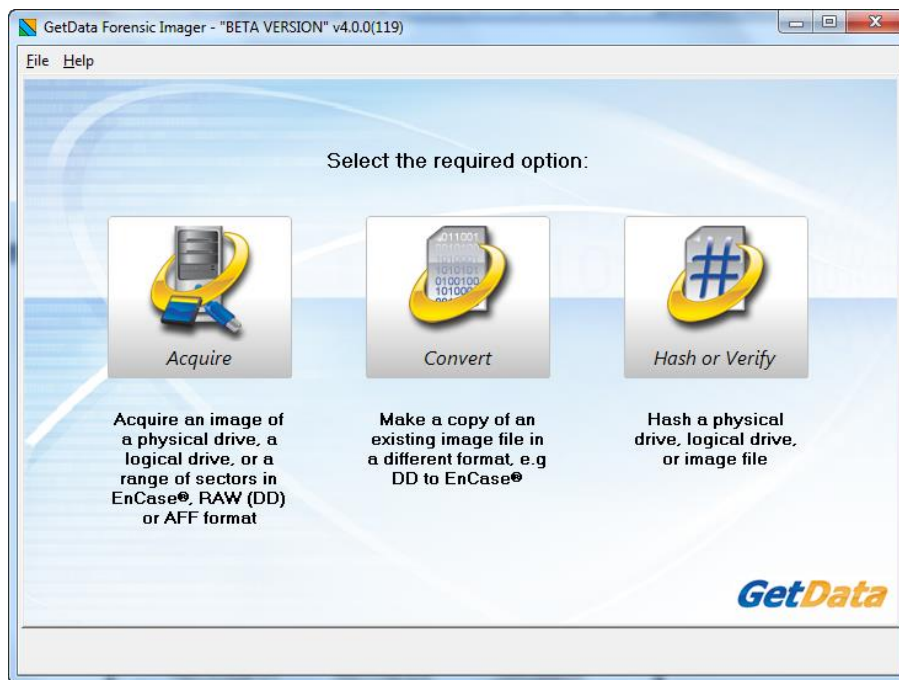 GetData Forensic Imager - "BETA VERSION" v4.0.0(119)
File Help
Select the required option:
Acquire
Convert
Hash or Verify
Acquire an image of
a physical drive, a
logical drive, or a
range of sectors in
EnCase®, RAW (DD)
or AFF format
Make a copy of an
existing image file in
a different format, e.g
DD to EnCase®
Hash a physical
drive, logical drive,
or image file
GetData